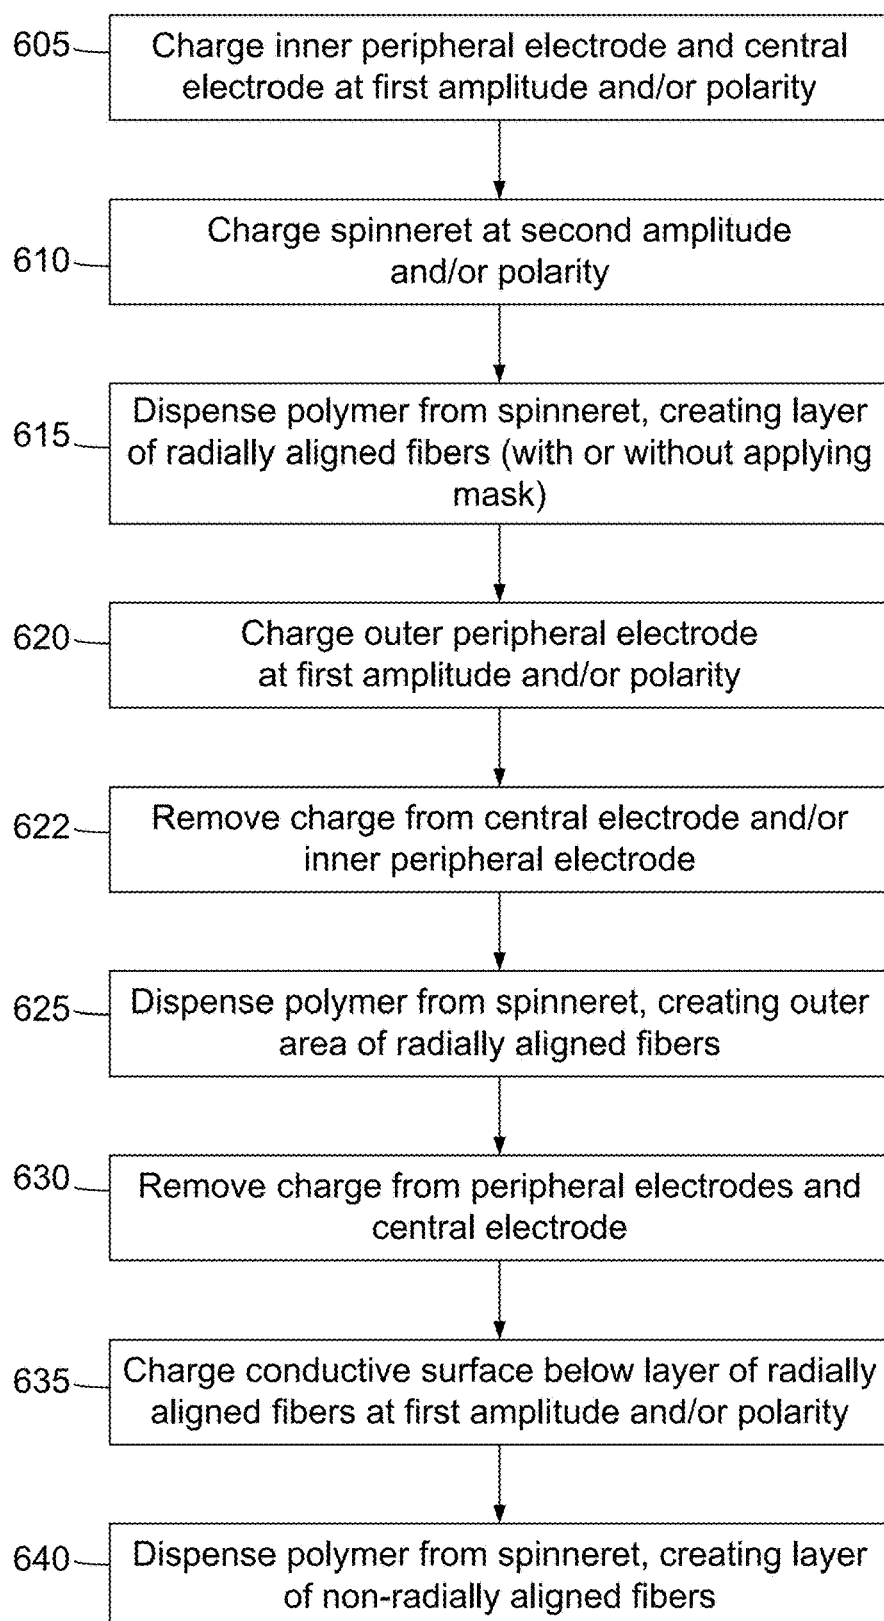 605
Charge inner peripheral electrode and central
electrode at first amplitude and/or polarity
610
Charge spinneret at second amplitude
and/or polarity
615
Dispense polymer from spinneret, creating layer
of radially aligned fibers (with or without applying
mask)
620
Charge outer peripheral electrode
at first amplitude and/or polarity
622
Remove charge from central electrode and/or
inner peripheral electrode
625
Dispense polymer from spinneret, creating outer
area of radially aligned fibers
630
Remove charge from peripheral electrodes and
central electrode
635
Charge conductive surface below layer of radially
aligned fibers at first amplitude and/or polarity
640
Dispense polymer from spinneret, creating layer
of non-radially aligned fibers